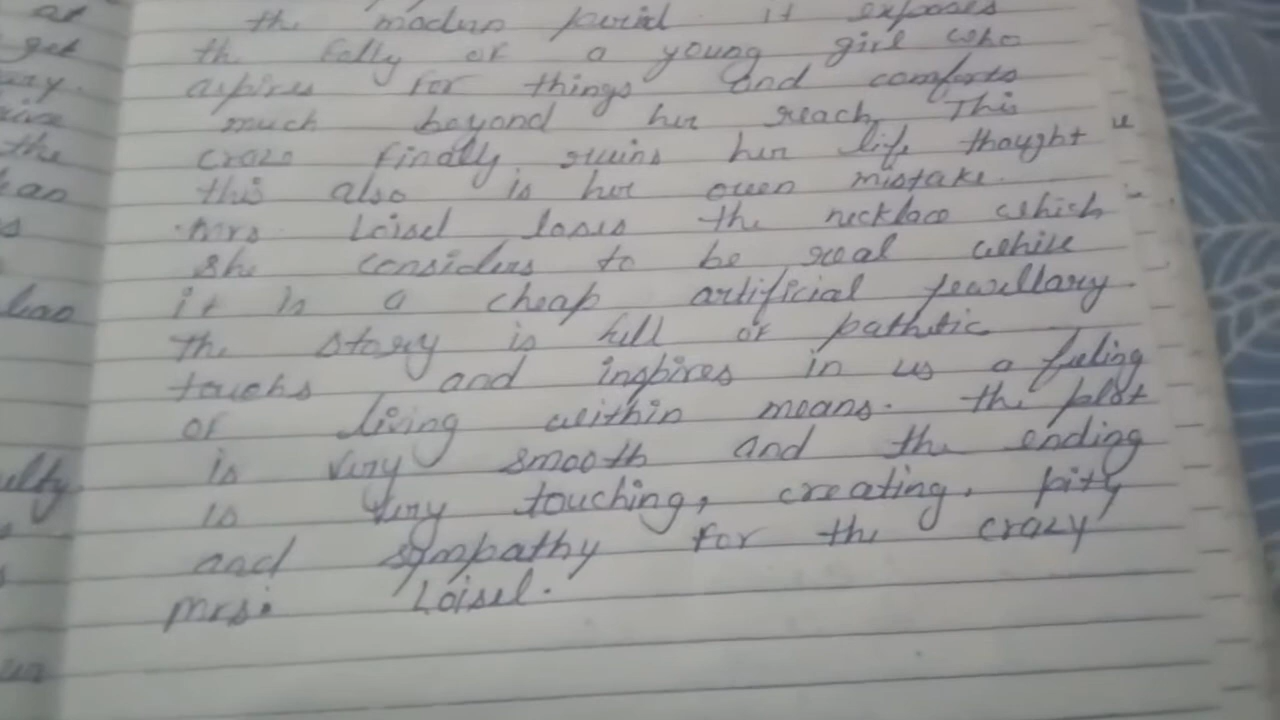 the modern period it exposes
the folly of a young girl who
aspires for things and comforts
much beyond her reach, This
craze finally ruins her life thought
this also is her own mistake.
Mrs Loisel loses the necklace which
she considers to be real while
it is a cheap artificial jewellary.
The story is full of pathetic
touchs and inspires in us a feeling
of living within means. The plot
is very smooth and the ending
is very touching, creating, pity
and sympathy for the crazy
Mrs. Loisel.